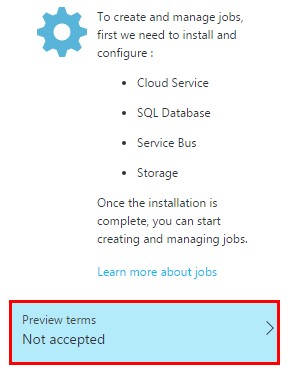 To create and manage jobs,
first we need to install and
configure :
• Cloud Service
• SQL Database
• Service Bus
• Storage
Once the installation is
complete, you can start
creating and managing jobs.
Learn more about jobs
Preview terms
Not accepted